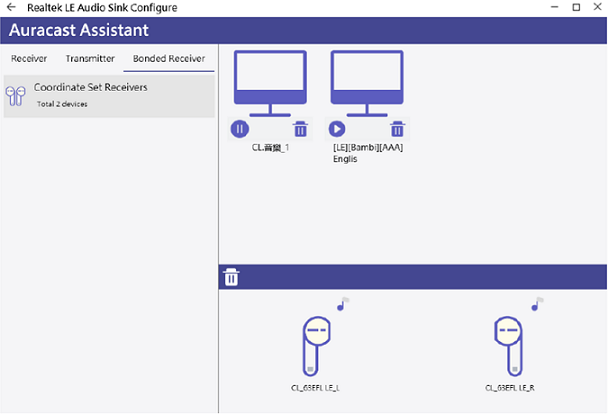 Realtek LE Audio Sink Configure
Auracast Assistant
Receiver Transmitter Bonded Receiver
Coordinate Set Receivers
Total 2 devices
CL.音樂_1
[LE][Bambi][AAA]
Englis
CL_63EFL LE_L
CL_63EFL LE_R